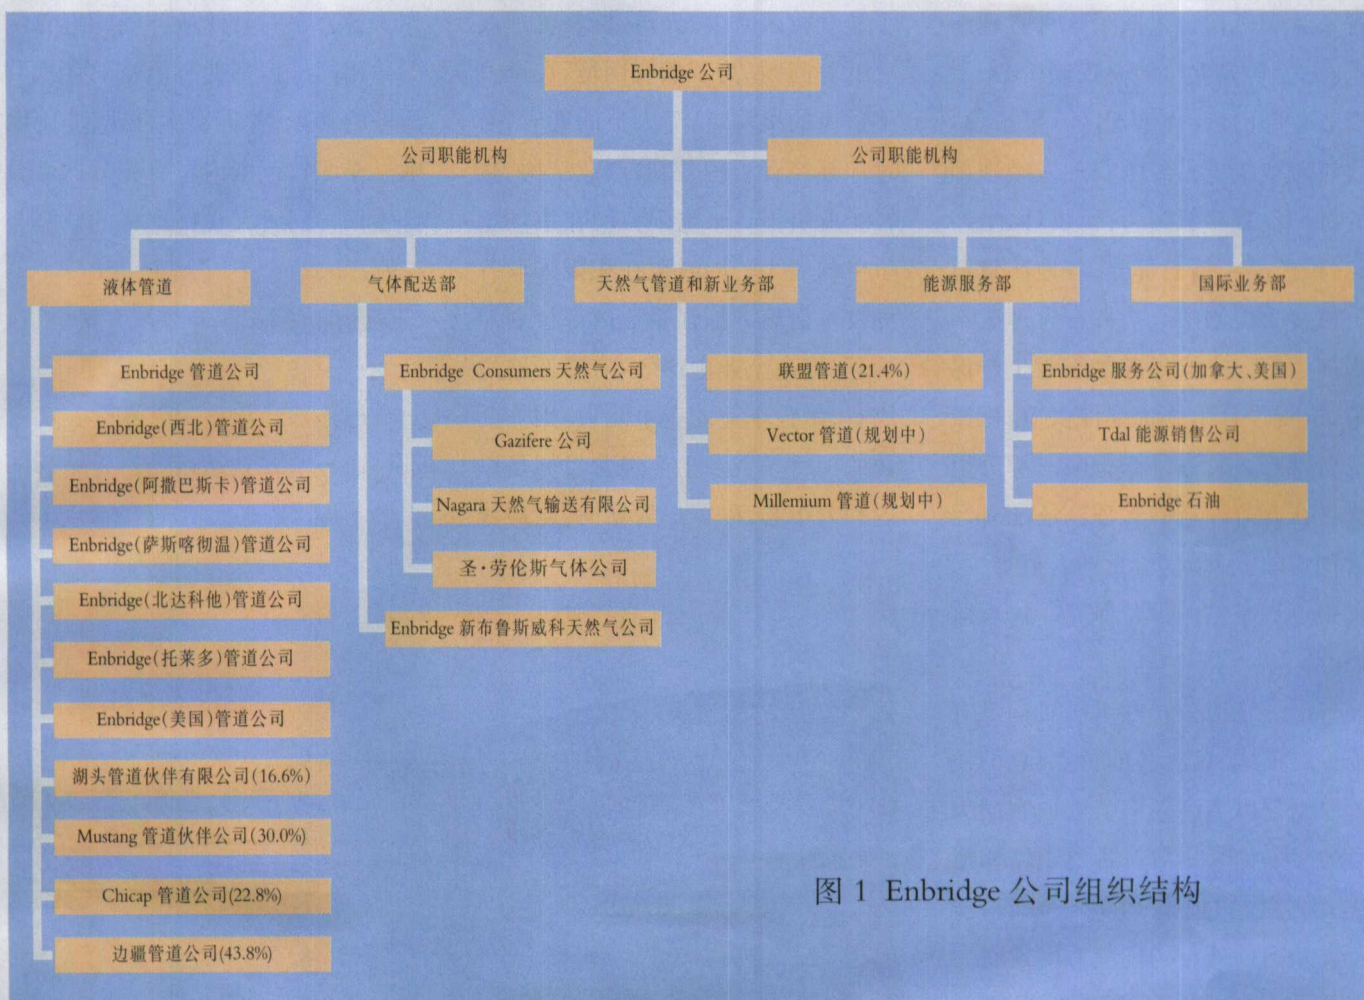 Enbridge 公司
公司职能机构
公司职能机构
液体管道
气体配送部
天然气管道和新业务部
能源服务部
国际业务部
Enbridge 管道公司
Enbridge(西北)管道公司
Enbridge(阿撒巴斯卡)管道公司
Enbridge(萨斯喀彻温)管道公司
Enbridge(北达科他)管道公司
Enbridge(托莱多)管道公司
Enbridge(美国)管道公司
湖头管道伙伴有限公司(16.6%)
Mustang 管道伙伴公司(30.0%)
Chicap 管道公司(22.8%)
边疆管道公司(43.8%)
Enbridge Consumers 天然气公司
Gazifere 公司
Nagara 天然气输送有限公司
圣·劳伦斯气体公司
Enbridge 新布鲁斯威科天然气公司
联盟管道(21.4%)
Vector 管道(规划中)
Millemium 管道(规划中)
Enbridge 服务公司(加拿大、美国)
Tdal 能源销售公司
Enbridge 石油
图 1 Enbridge 公司组织结构